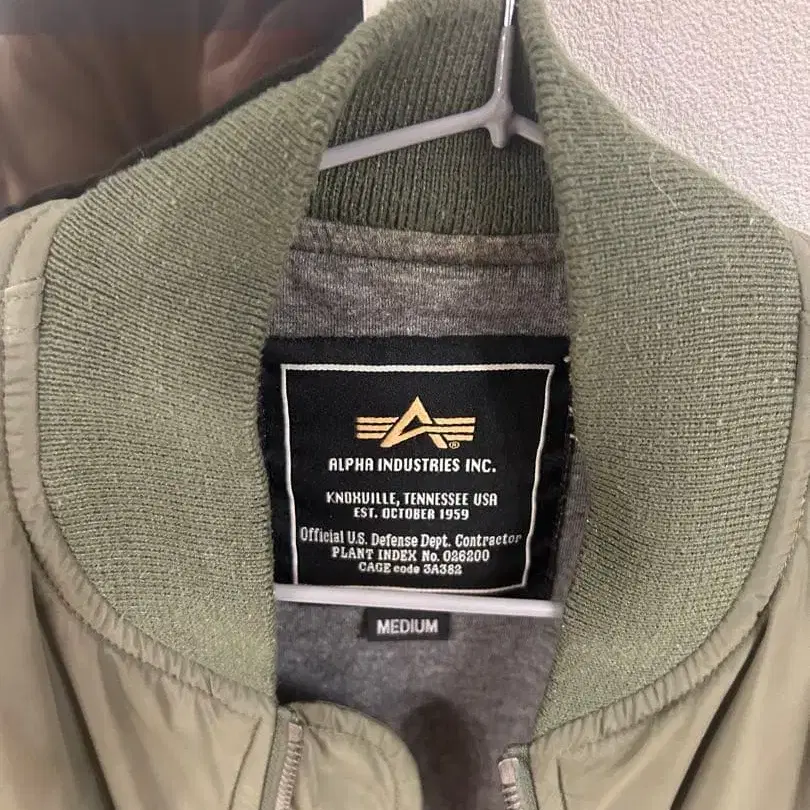 ALPHA INDUSTRIES INC.
KNOXVILLE, TENNESSEE USA
EST. OCTOBER 1959
Official U.S. Defense Dept. Contractor
PLANT INDEX No. 026200
CAGE code 3A382
MEDIUM